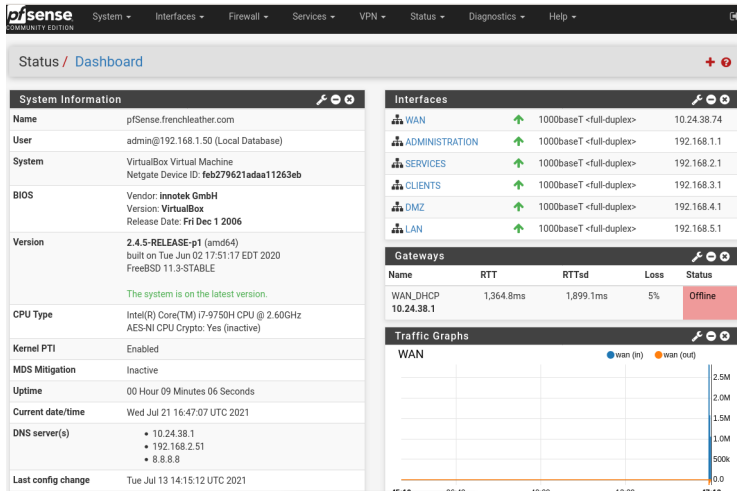 pfsense
COMMUNITY EDITION
System Interfaces Firewall Services VPN Status Diagnostics Help
Status / Dashboard
System Information
Name pfSense.frenchleather.com
User admin@192.168.1.50 (Local Database)
System VirtualBox Virtual Machine
Netgate Device ID: feb279621adaa11263eb
BIOS Vendor: innotek GmbH
Version: VirtualBox
Release Date: Fri Dec 1 2006
Version 2.4.5-RELEASE-p1 (amd64)
built on Tue Jun 02 17:51:17 EDT 2020
FreeBSD 11.3-STABLE
The system is on the latest version.
CPU Type Intel(R) Core(TM) i7-9750H CPU @ 2.60GHz
AES-NI CPU Crypto: Yes (inactive)
Kernel PTI Enabled
MDS Mitigation Inactive
Uptime 00 Hour 09 Minutes 06 Seconds
Current date/time Wed Jul 21 16:47:07 UTC 2021
DNS server(s) • 10.24.38.1
• 192.168.2.51
• 8.8.8.8
Last config change Tue Jul 13 14:15:12 UTC 2021
Interfaces
WAN 1000baseT <full-duplex> 10.24.38.74
ADMINISTRATION 1000baseT <full-duplex> 192.168.1.1
SERVICES 1000baseT <full-duplex> 192.168.2.1
CLIENTS 1000baseT <full-duplex> 192.168.3.1
DMZ 1000baseT <full-duplex> 192.168.4.1
LAN 1000baseT <full-duplex> 192.168.5.1
Gateways
Name RTT RTTsd Loss Status
WAN_DHCP 1,364.8ms 1,899.1ms 5% Offline
10.24.38.1
Traffic Graphs
WAN wan (in) wan (out)
2.5M
2.0M
1.5M
1.0M
500k
0.0